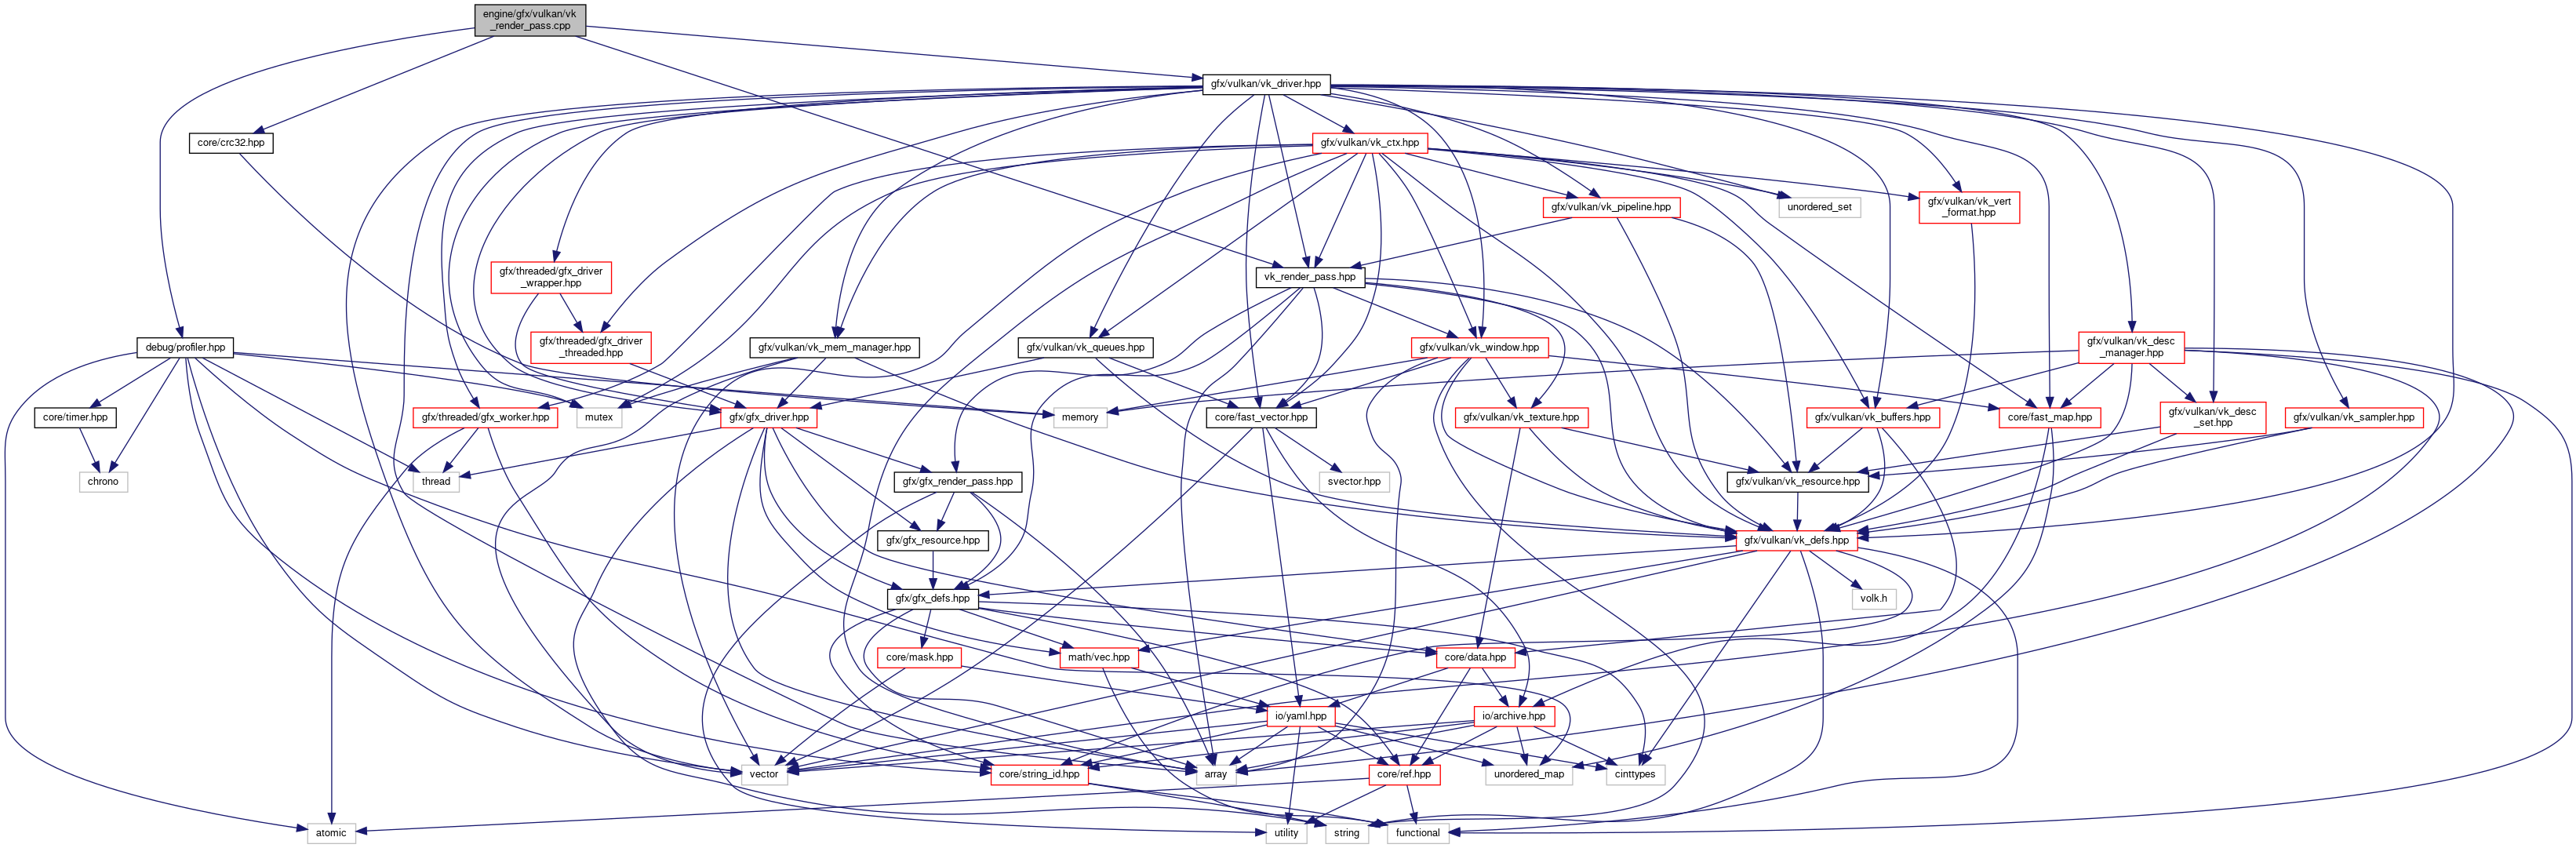 engine/gfx/vulkan/vk
_render_pass.cpp
gfx/vulkan/vk_driver.hpp
core/crc32.hpp
gfx/vulkan/vk_ctx.hpp
gfx/vulkan/vk_pipeline.hpp
unordered_set
gfx/vulkan/vk_vert
_format.hpp
gfx/threaded/gfx_driver
_wrapper.hpp
vk_render_pass.hpp
debug/profiler.hpp
gfx/threaded/gfx_driver
_threaded.hpp
gfx/vulkan/vk_mem_manager.hpp
gfx/vulkan/vk_queues.hpp
gfx/vulkan/vk_window.hpp
gfx/vulkan/vk_desc
_manager.hpp
core/timer.hpp
gfx/threaded/gfx_worker.hpp
mutex
gfx/gfx_driver.hpp
memory
core/fast_vector.hpp
gfx/vulkan/vk_texture.hpp
gfx/vulkan/vk_buffers.hpp
core/fast_map.hpp
gfx/vulkan/vk_desc
_set.hpp
gfx/vulkan/vk_sampler.hpp
chrono
thread
gfx/gfx_render_pass.hpp
svector.hpp
gfx/vulkan/vk_resource.hpp
gfx/gfx_resource.hpp
gfx/vulkan/vk_defs.hpp
gfx/gfx_defs.hpp
volk.h
core/mask.hpp
math/vec.hpp
core/data.hpp
io/yaml.hpp
io/archive.hpp
vector
core/string_id.hpp
array
core/ref.hpp
unordered_map
cinttypes
atomic
utility
string
functional